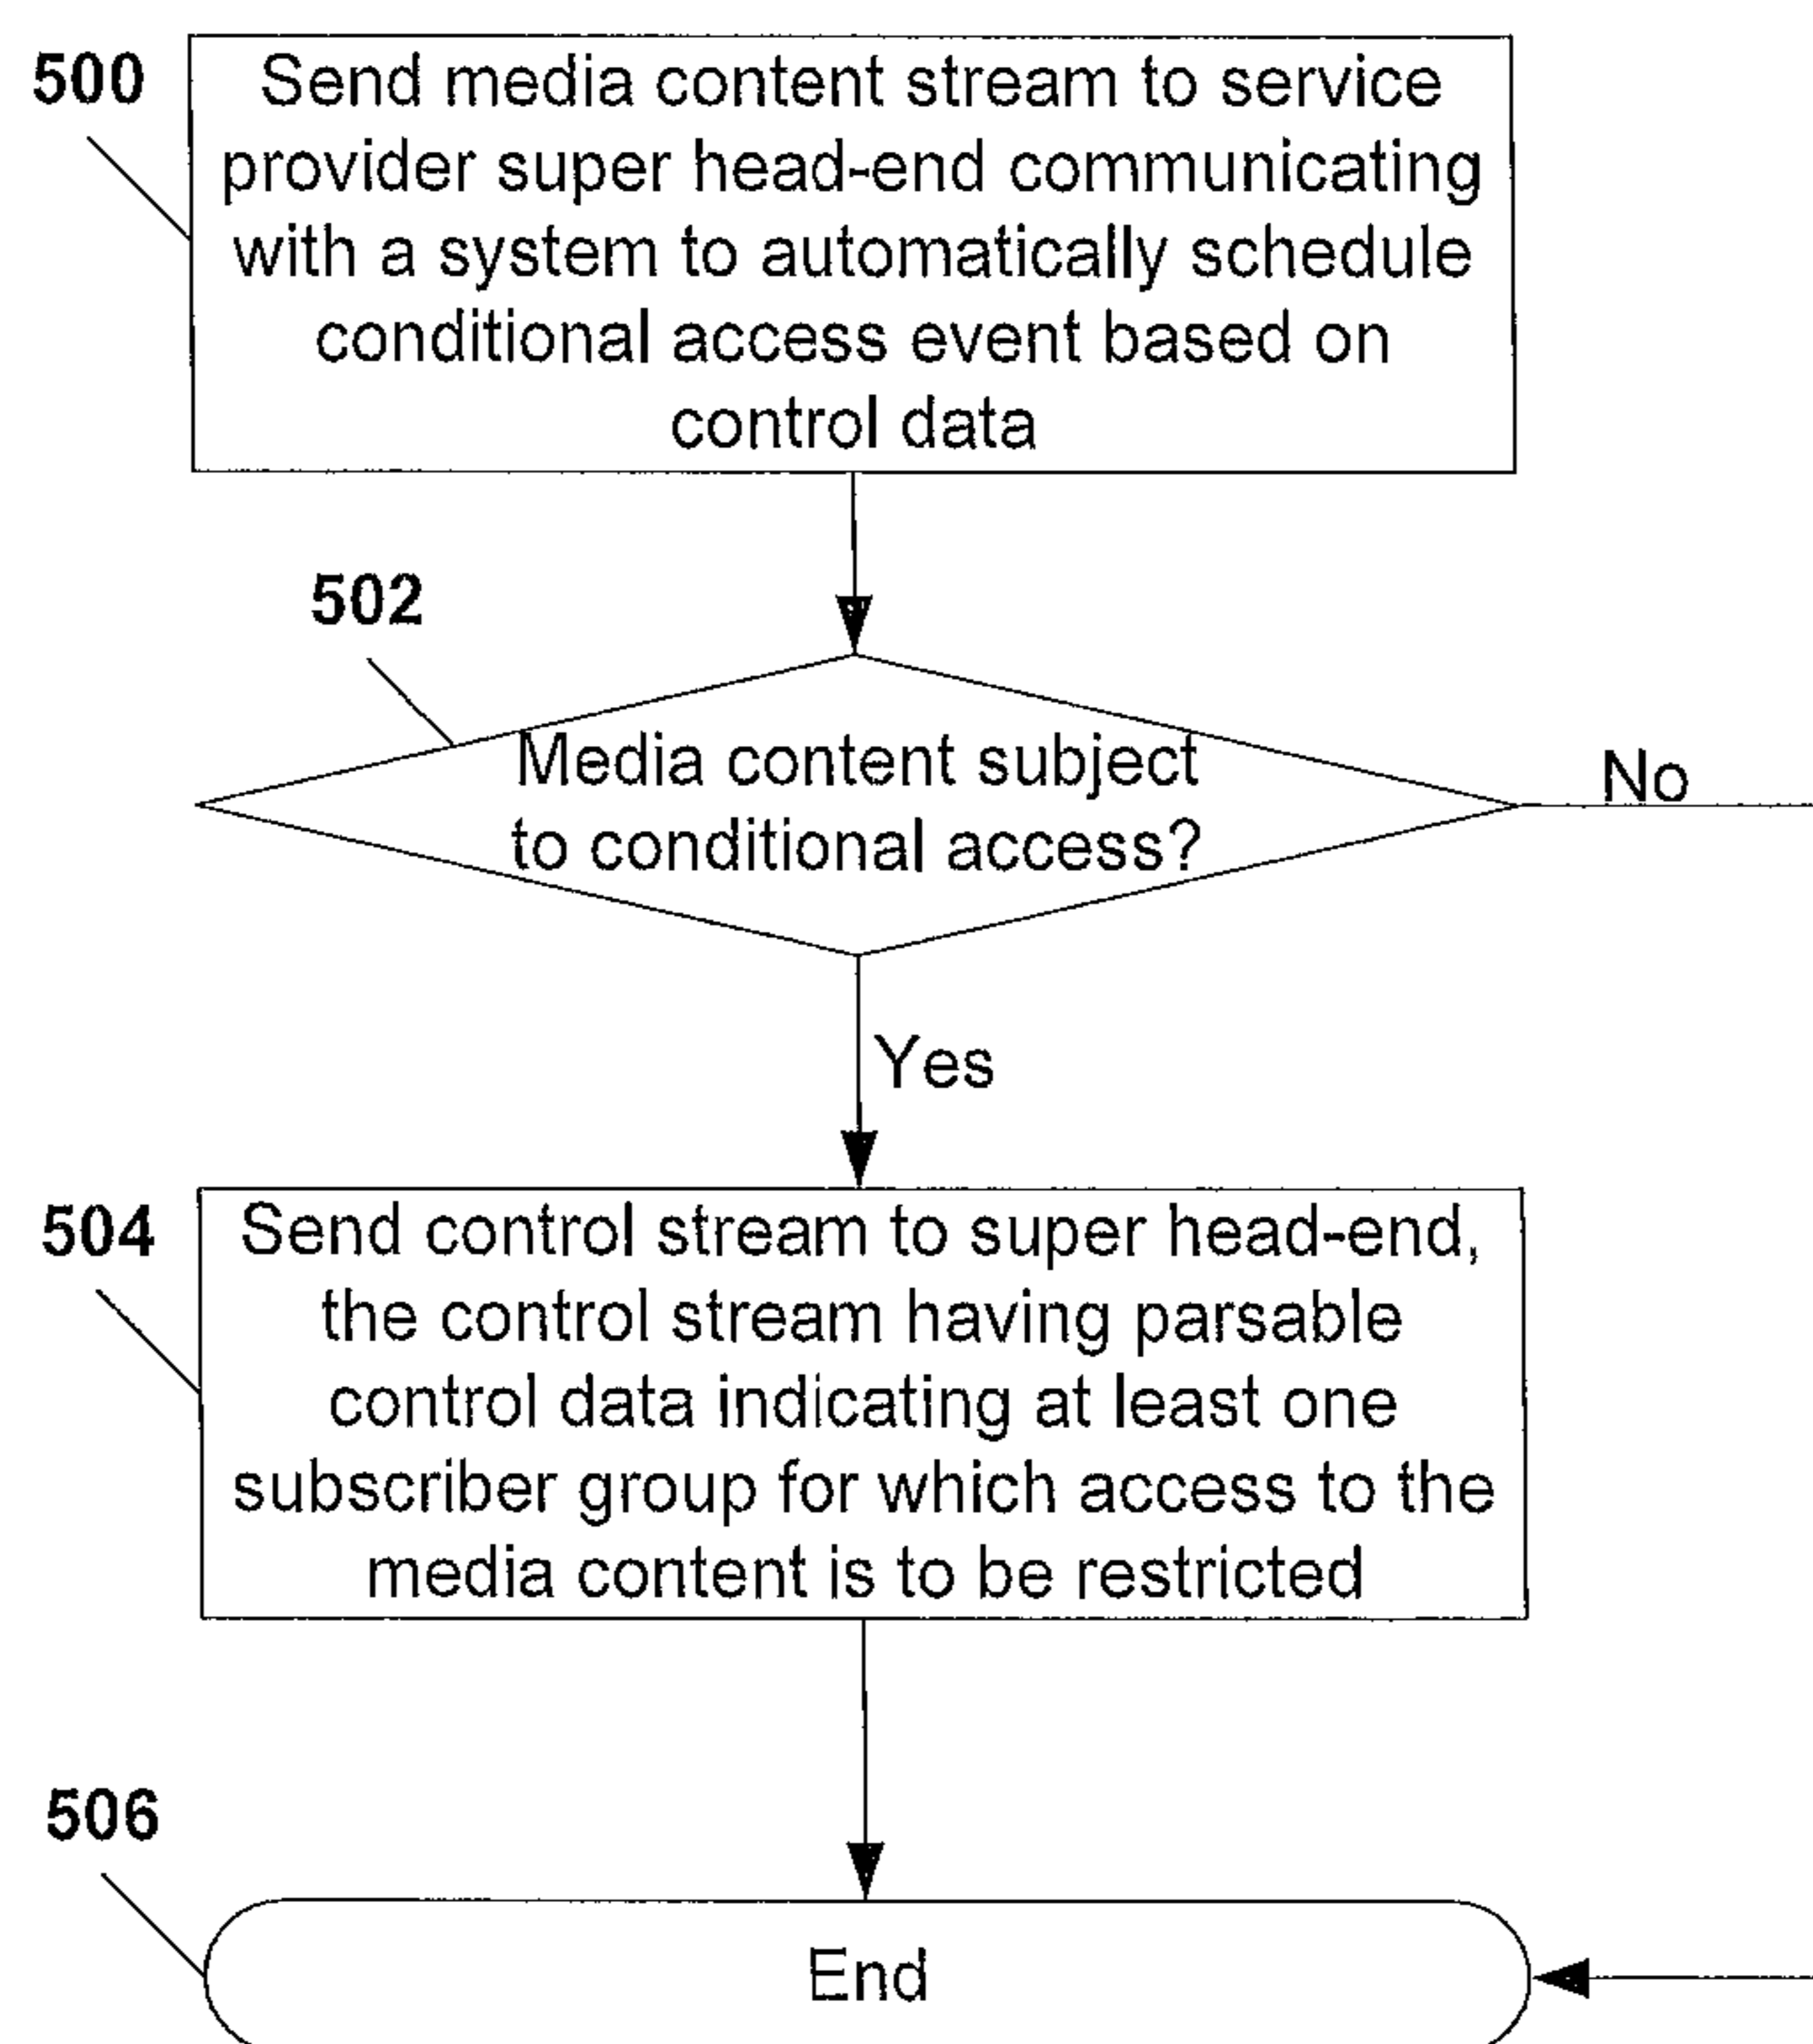 500
Send media content stream to service
provider super head-end communicating
with a system to automatically schedule
conditional access event based on
control data
502
Media content subject
to conditional access?
No
Yes
504
Send control stream to super head-end,
the control stream having parsable
control data indicating at least one
subscriber group for which access to the
media content is to be restricted
506
End